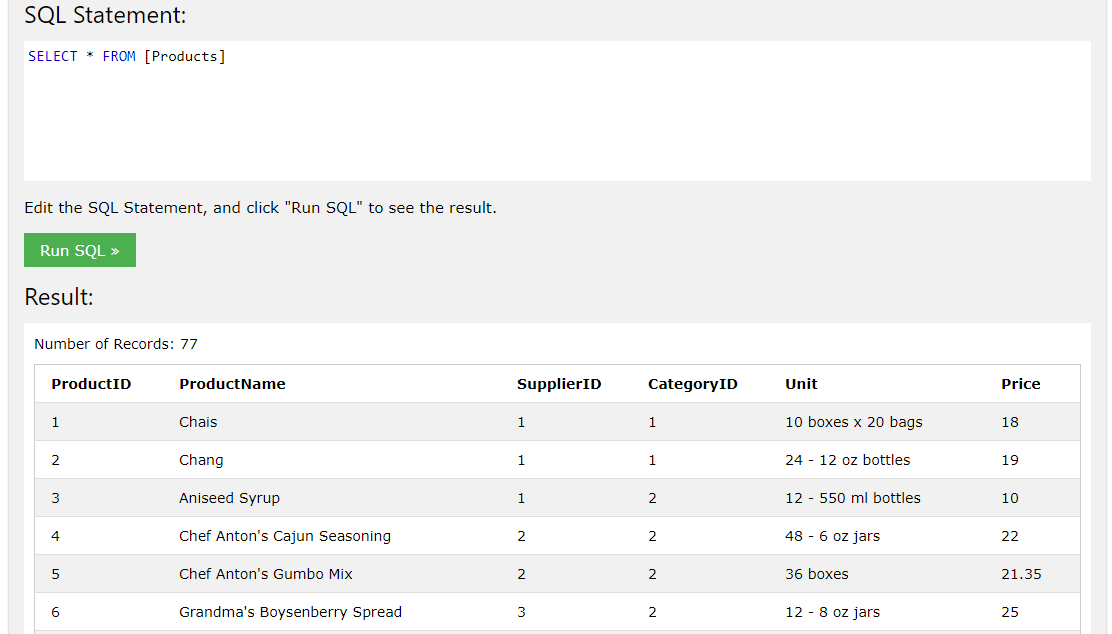 SQL Statement:
SELECT * FROM [Products]
Edit the SQL Statement, and click "Run SQL" to see the result.
Run SQL »
Result:
Number of Records: 77
ProductID ProductName SupplierID CategoryID Unit Price
1 Chais 1 1 10 boxes x 20 bags 18
2 Chang 1 1 24 - 12 oz bottles 19
3 Aniseed Syrup 1 2 12 - 550 ml bottles 10
4 Chef Anton's Cajun Seasoning 2 2 48 - 6 oz jars 22
5 Chef Anton's Gumbo Mix 2 2 36 boxes 21.35
6 Grandma's Boysenberry Spread 3 2 12 - 8 oz jars 25